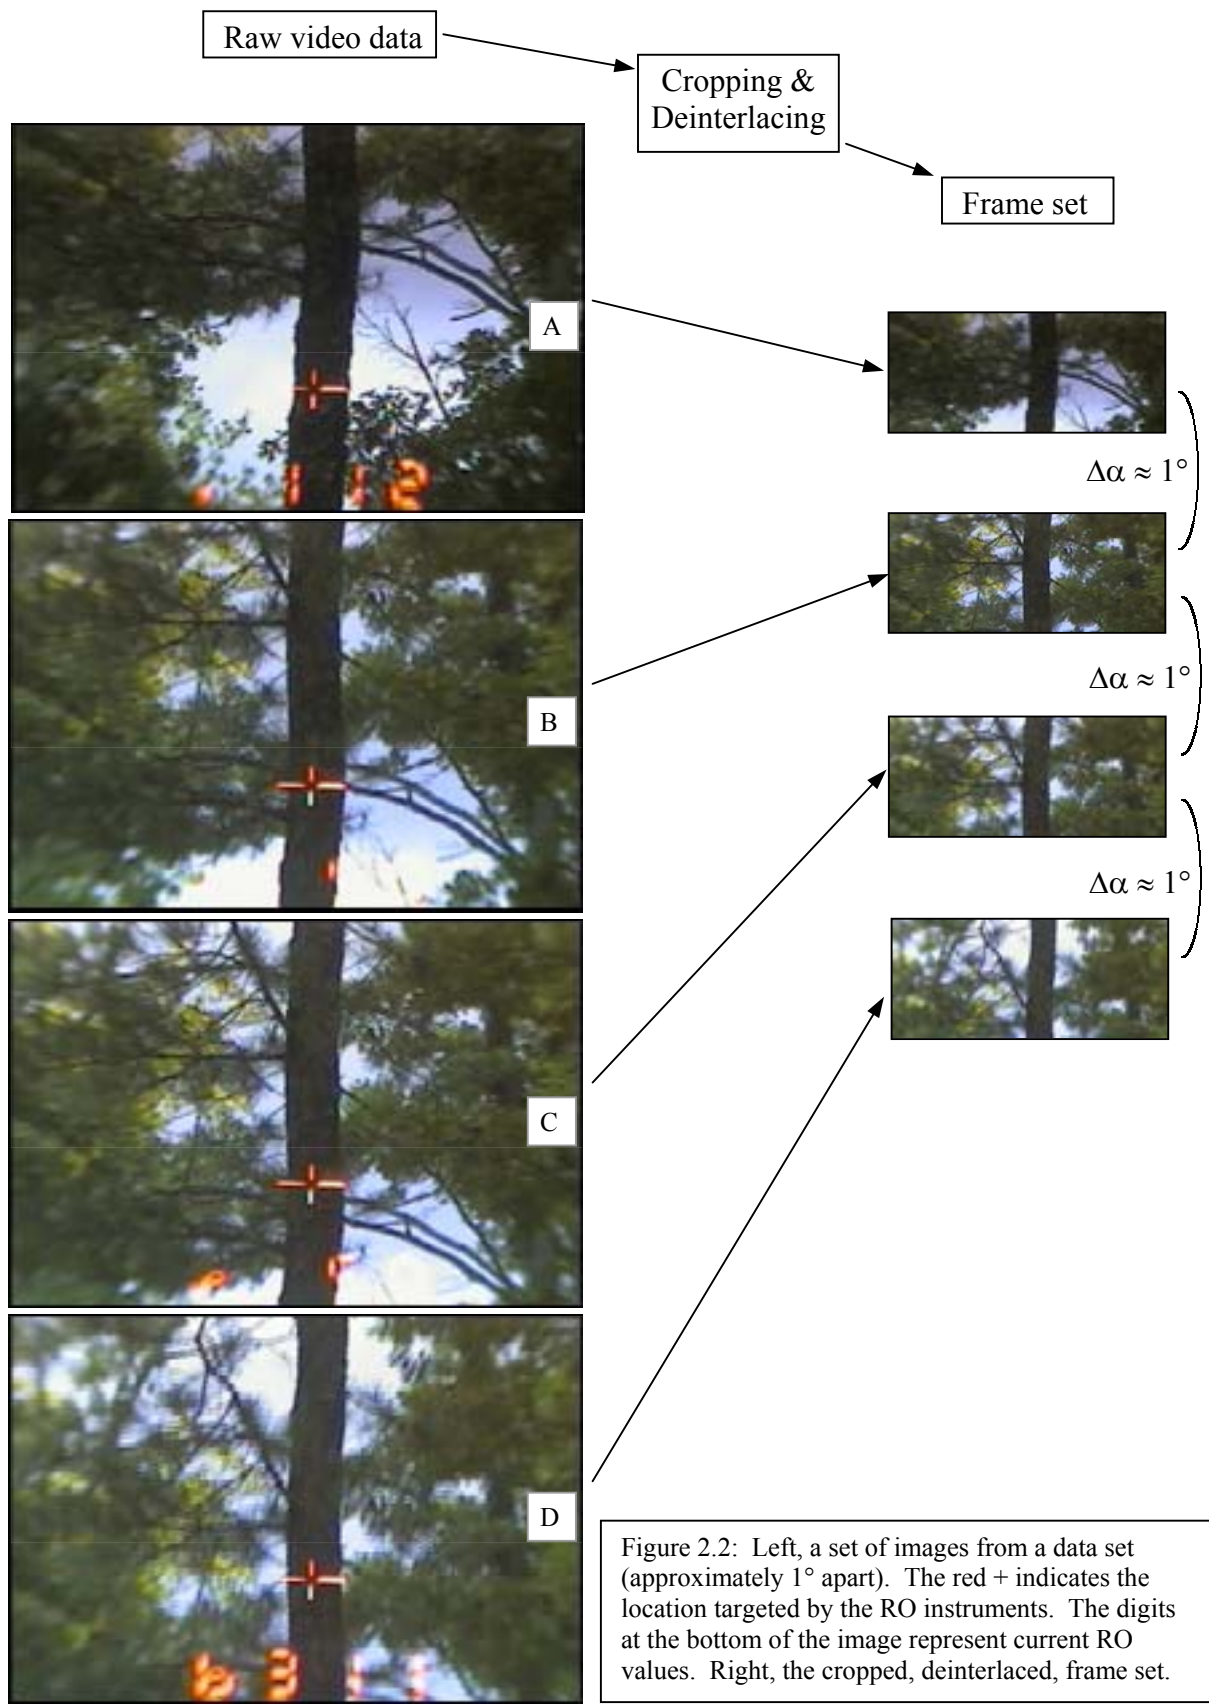 Raw video data
Cropping &
Deinterlacing
Frame set
A
Δα ≈ 1°
B
Δα ≈ 1°
C
Δα ≈ 1°
D
Figure 2.2: Left, a set of images from a data set
(approximately 1° apart). The red + indicates the
location targeted by the RO instruments. The digits
at the bottom of the image represent current RO
values. Right, the cropped, deinterlaced, frame set.